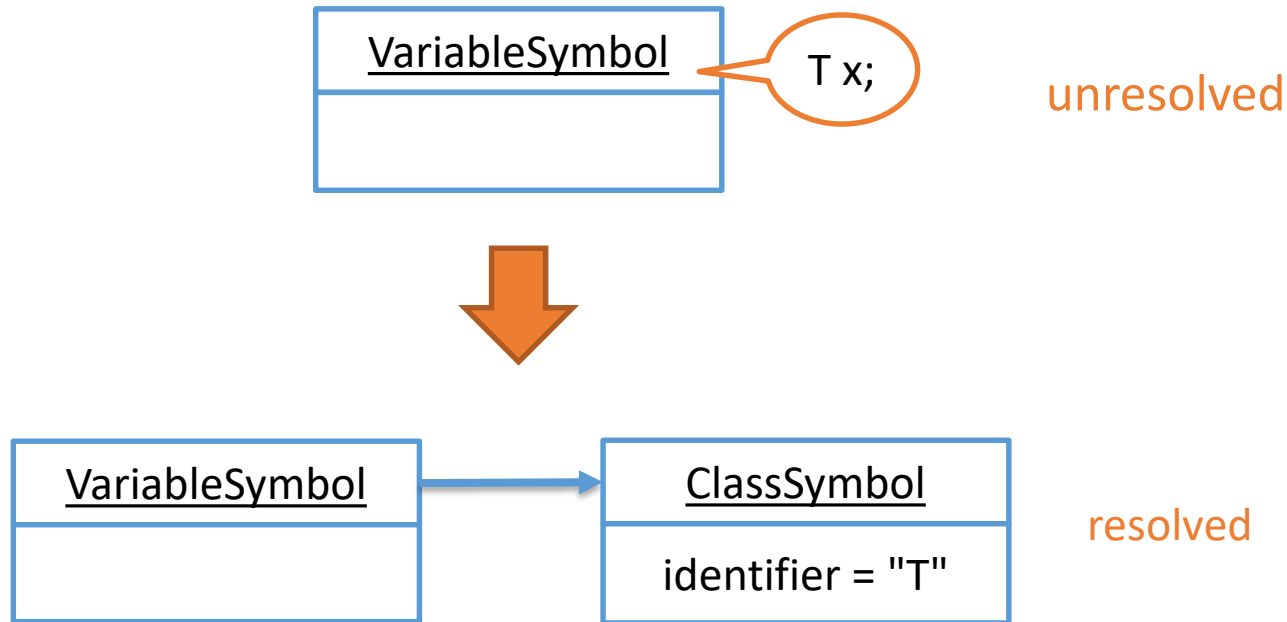 VariableSymbol
T x;
unresolved
VariableSymbol
ClassSymbol
identifier = "T"
resolved